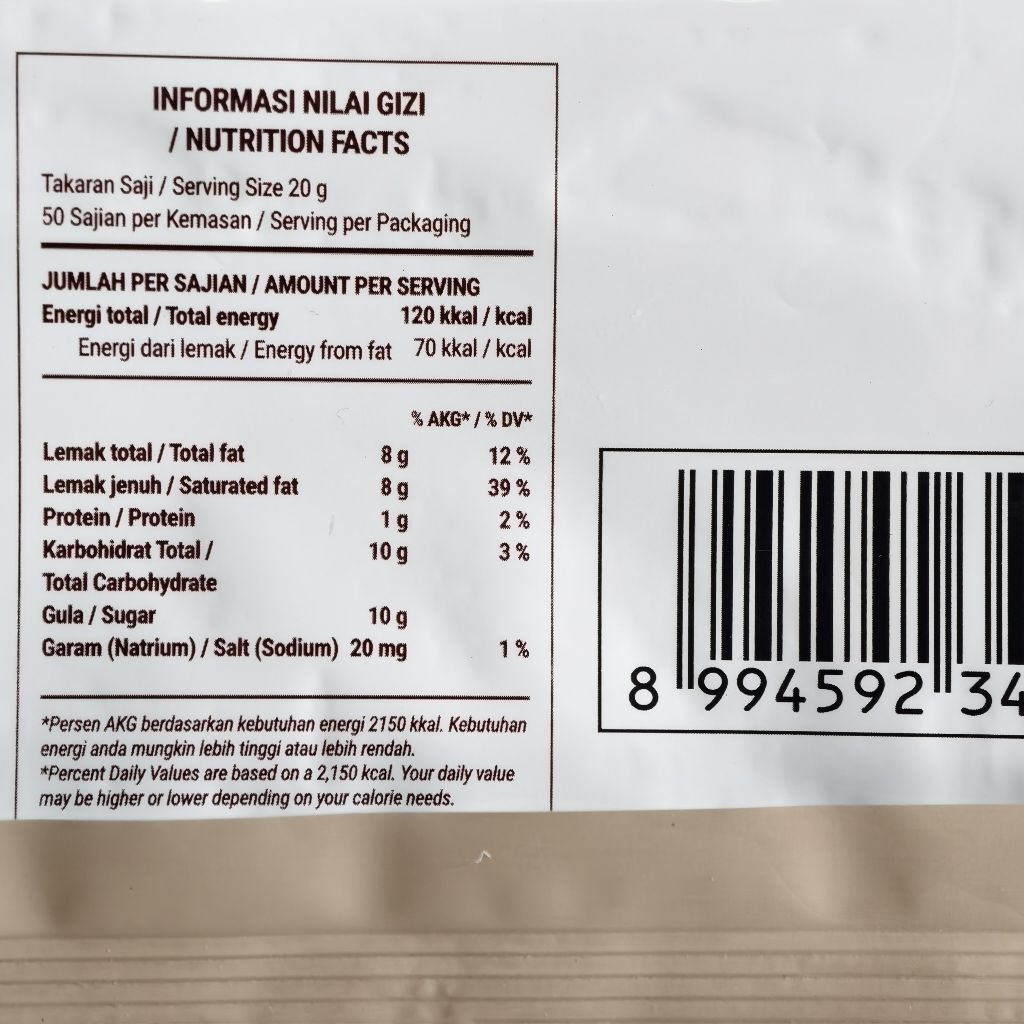 INFORMASI NILAI GIZI
/ NUTRITION FACTS
Takaran Saji / Serving Size 20 g
50 Sajian per Kemasan / Serving per Packaging
JUMLAH PER SAJIAN / AMOUNT PER SERVING
Energi total / Total energy 120 kkal / kcal
Energi dari lemak / Energy from fat 70 kkal / kcal
% AKG* / % DV*
Lemak total / Total fat 8 g 12 %
Lemak jenuh / Saturated fat 8 g 39 %
Protein / Protein 1 g 2 %
Karbohidrat Total / 10 g 3 %
Total Carbohydrate
Gula / Sugar 10 g
Garam (Natrium) / Salt (Sodium) 20 mg 1 %
*Persen AKG berdasarkan kebutuhan energi 2150 kkal. Kebutuhan
energi anda mungkin lebih tinggi atau lebih rendah.
*Percent Daily Values are based on a 2,150 kcal. Your daily value
may be higher or lower depending on your calorie needs.
8 994592 34